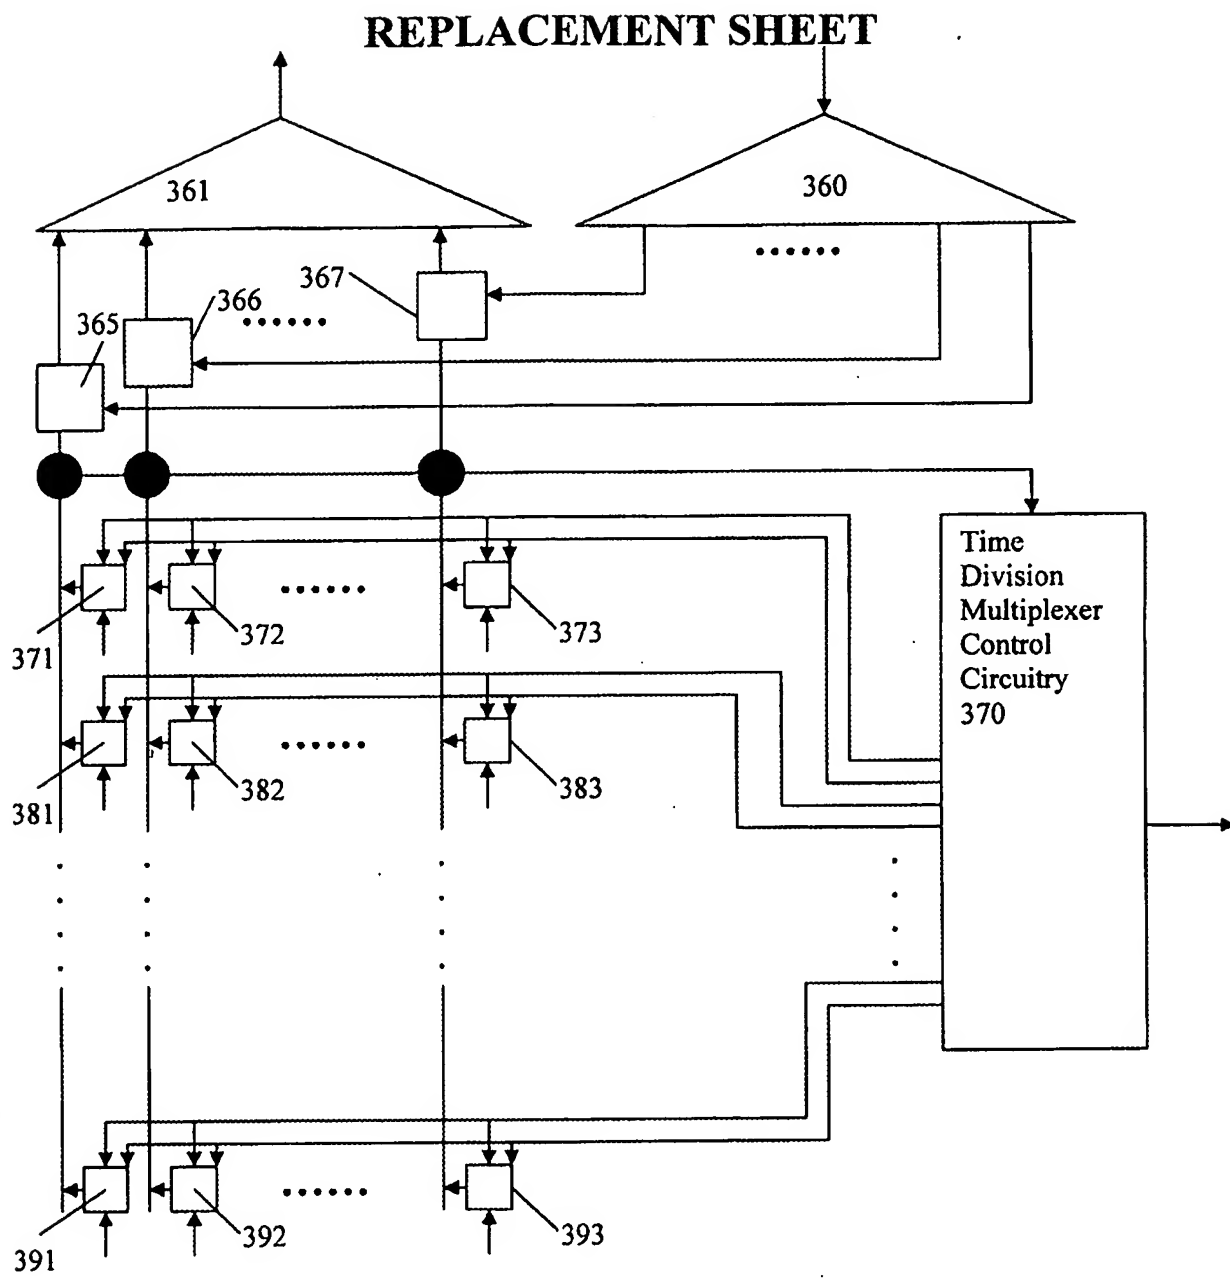 REPLACEMENT SHEET
361
360
367
366
365
Time
Division
Multiplexer
Control
Circuitry
370
371
372
373
381
382
383
391
392
393